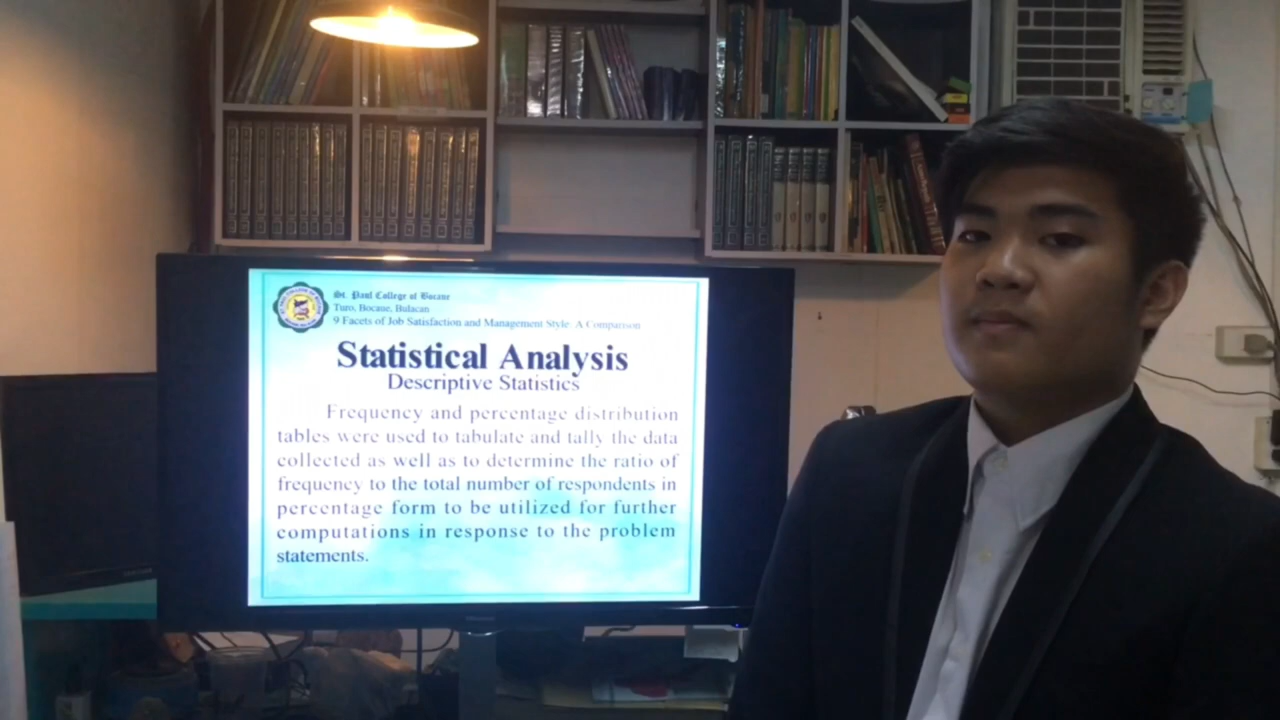 St. Paul College of Bocaue
Turo, Bocaue, Bulacan
9 Facets of Job Satisfaction and Management Style: A Comparison
Statistical Analysis
Descriptive Statistics
Frequency and percentage distribution
tables were used to tabulate and tally the data
collected as well as to determine the ratio of
frequency to the total number of respondents in
percentage form to be utilized for further
computations in response to the problem
statements.